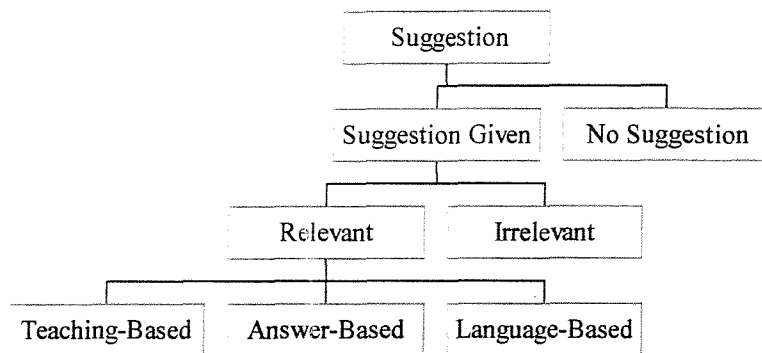 Suggestion
Suggestion Given No Suggestion
Relevant Irrelevant
Teaching-Based Answer-Based Language-Based